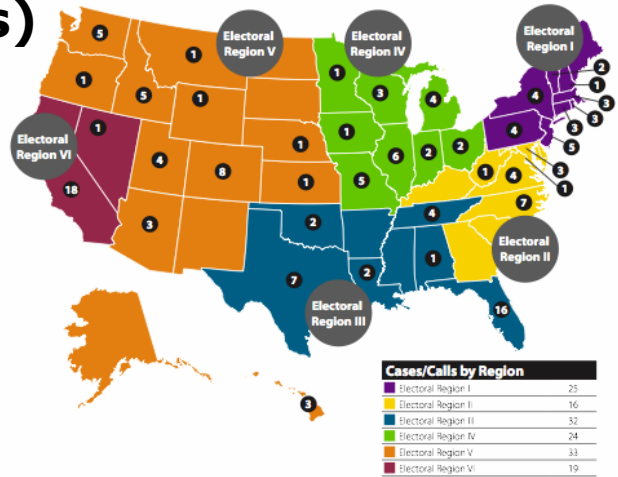 s)
Electoral
Region V
Electoral
Region IV
Electoral
Region I
5
1
1
5
1
1
3
4
1
1
4
8
3
1
1
1
6
2
2
5
4
4
2
1
3
3
3
5
3
1
1
4
7
Electoral
Region VI
18
Electoral
Region II
2
4
7
2
1
16
Electoral
Region III
3
Cases/Calls by Region
Electoral Region I 25
Electoral Region II 16
Electoral Region III 32
Electoral Region IV 24
Electoral Region V 33
Electoral Region VI 19